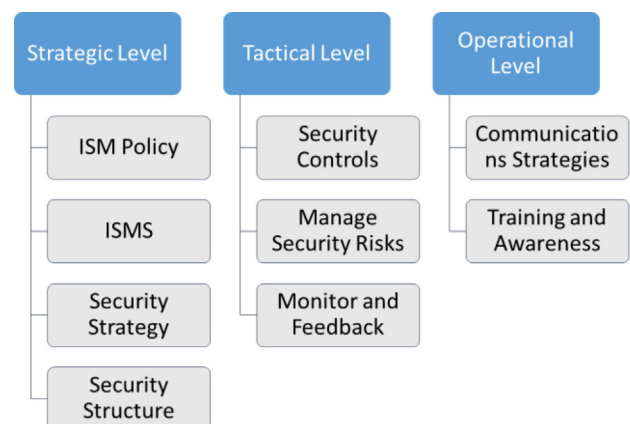 Strategic Level
ISM Policy
ISMS
Security
Strategy
Security
Structure
Tactical Level
Security
Controls
Manage
Security Risks
Monitor and
Feedback
Operational
Level
Communicatio
ns Strategies
Training and
Awareness